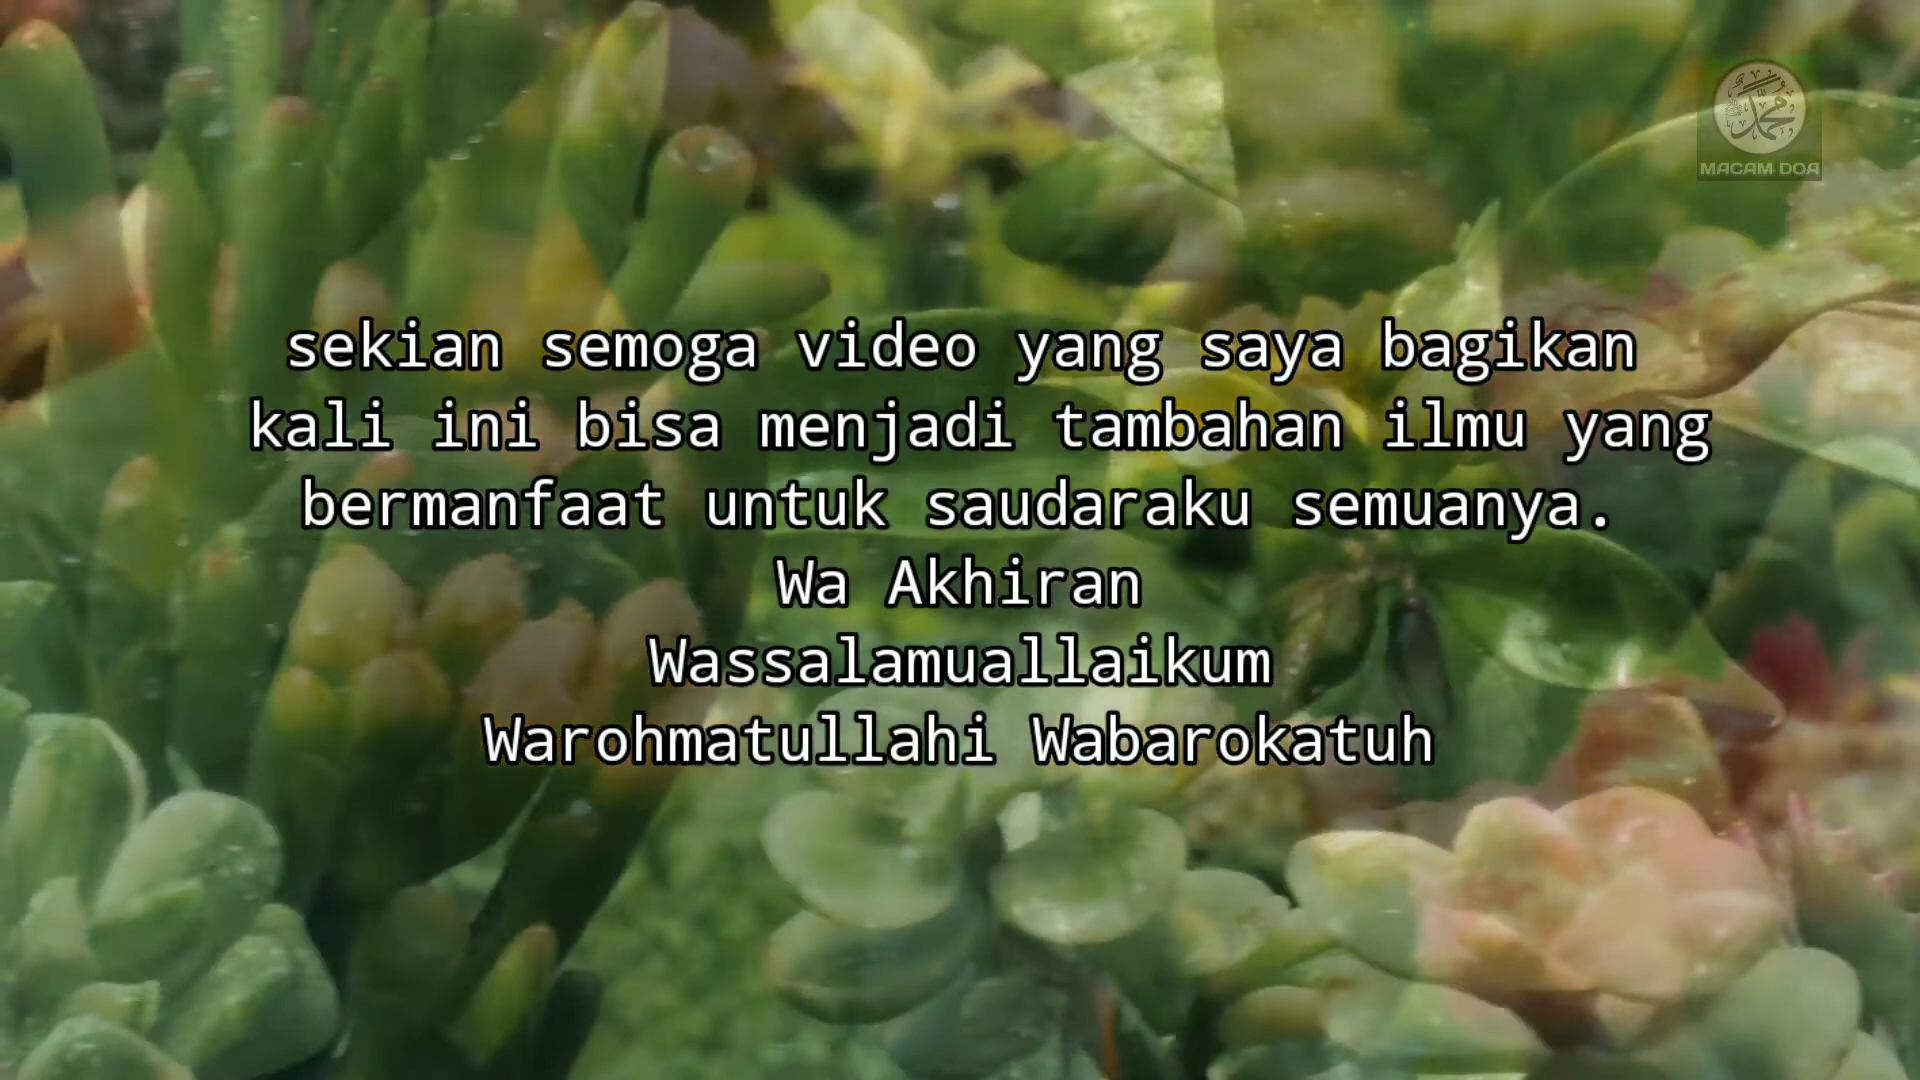 محمد
MACAM DOA
sekian semoga video yang saya bagikan
kali ini bisa menjadi tambahan ilmu yang
bermanfaat untuk saudaraku semuanya.
Wa Akhiran
Wassalamuallaikum
Warohmatullahi Wabarokatuh